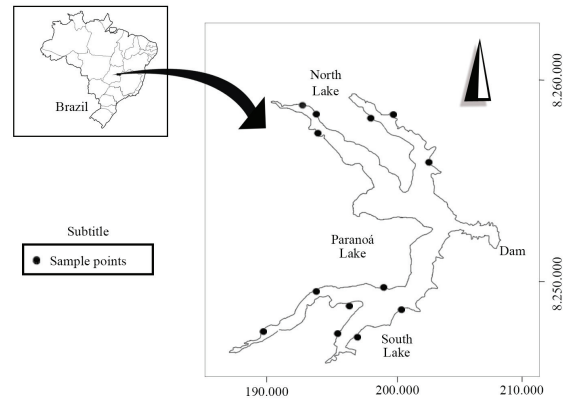 Brazil
North
Lake
8.260.000
Subtitle
Sample points
Paranoá
Lake
Dam
8.250.000
South
Lake
190.000
200.000
210.000